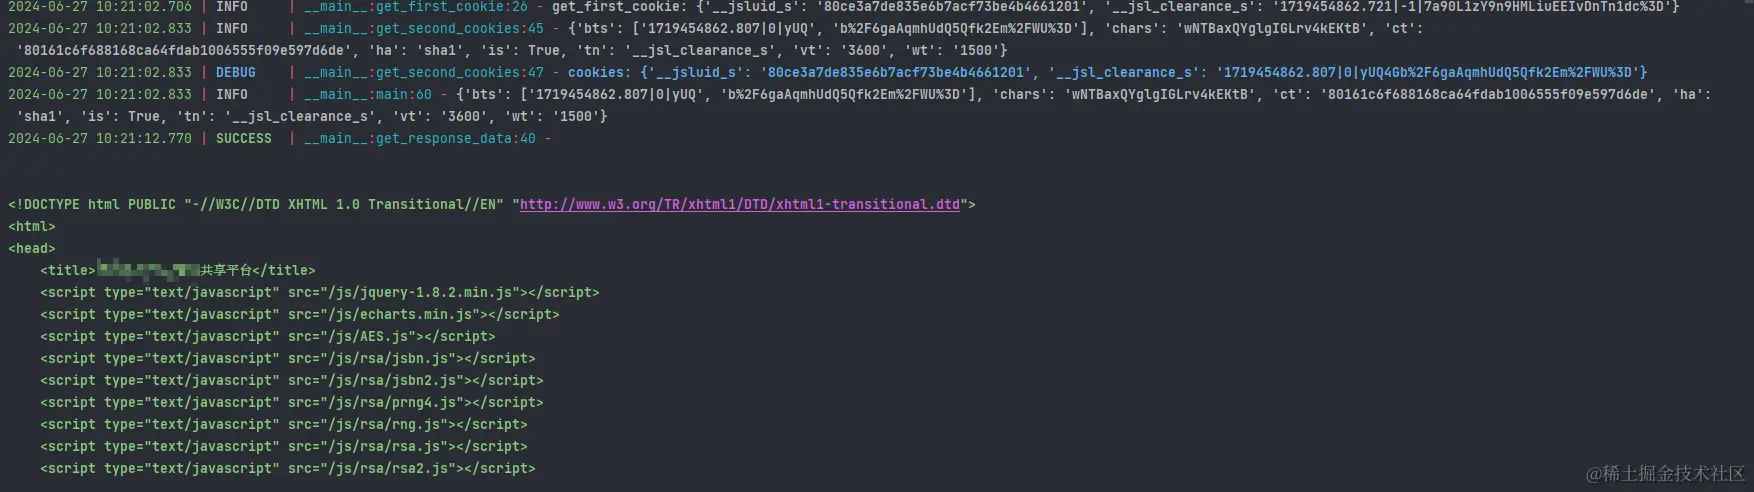 2024-06-27 10:21:02.706 | INFO     | __main__:get_first_cookie:26 - get_first_cookie: {'__jsluid_s': '80ce3a7de835e6b7acf73be4b4661201', '__jsl_clearance_s': '1719454862.721|-1|7a90L1zY9n9HMLiuEEIvDnTn1dc%3D'}
2024-06-27 10:21:02.833 | INFO     | __main__:get_second_cookies:45 - {'bts': ['1719454862.807|0|yUQ', 'b%2F6gaAqmhUdQ5Qfk2Em%2FWU%3D'], 'chars': 'wNTBaxQYglgIGLrv4kEKtB', 'ct':
'80161c6f688168ca64fdab1006555f09e597d6de', 'ha': 'sha1', 'is': True, 'tn': '__jsl_clearance_s', 'vt': '3600', 'wt': '1500'}
2024-06-27 10:21:02.833 | DEBUG    | __main__:get_second_cookies:47 - cookies: {'__jsluid_s': '80ce3a7de835e6b7acf73be4b4661201', '__jsl_clearance_s': '1719454862.807|0|yUQ4Gb%2F6gaAqmhUdQ5Qfk2Em%2FWU%3D'}
2024-06-27 10:21:02.833 | INFO     | __main__:main:60 - {'bts': ['1719454862.807|0|yUQ', 'b%2F6gaAqmhUdQ5Qfk2Em%2FWU%3D'], 'chars': 'wNTBaxQYglgIGLrv4kEKtB', 'ct': '80161c6f688168ca64fdab1006555f09e597d6de', 'ha':
'sha1', 'is': True, 'tn': '__jsl_clearance_s', 'vt': '3600', 'wt': '1500'}
2024-06-27 10:21:12.770 | SUCCESS  | __main__:get_response_data:40 -
<!DOCTYPE html PUBLIC "-//W3C//DTD XHTML 1.0 Transitional//EN" "http://www.w3.org/TR/xhtml1/DTD/xhtml1-transitional.dtd">
<html>
<head>
<title>共享平台</title>
<script type="text/javascript" src="/js/jquery-1.8.2.min.js"></script>
<script type="text/javascript" src="/js/echarts.min.js"></script>
<script type="text/javascript" src="/js/AES.js"></script>
<script type="text/javascript" src="/js/rsa/jsbn.js"></script>
<script type="text/javascript" src="/js/rsa/jsbn2.js"></script>
<script type="text/javascript" src="/js/rsa/prng4.js"></script>
<script type="text/javascript" src="/js/rsa/rng.js"></script>
<script type="text/javascript" src="/js/rsa/rsa.js"></script>
<script type="text/javascript" src="/js/rsa/rsa2.js"></script>
@稀土掘金技术社区